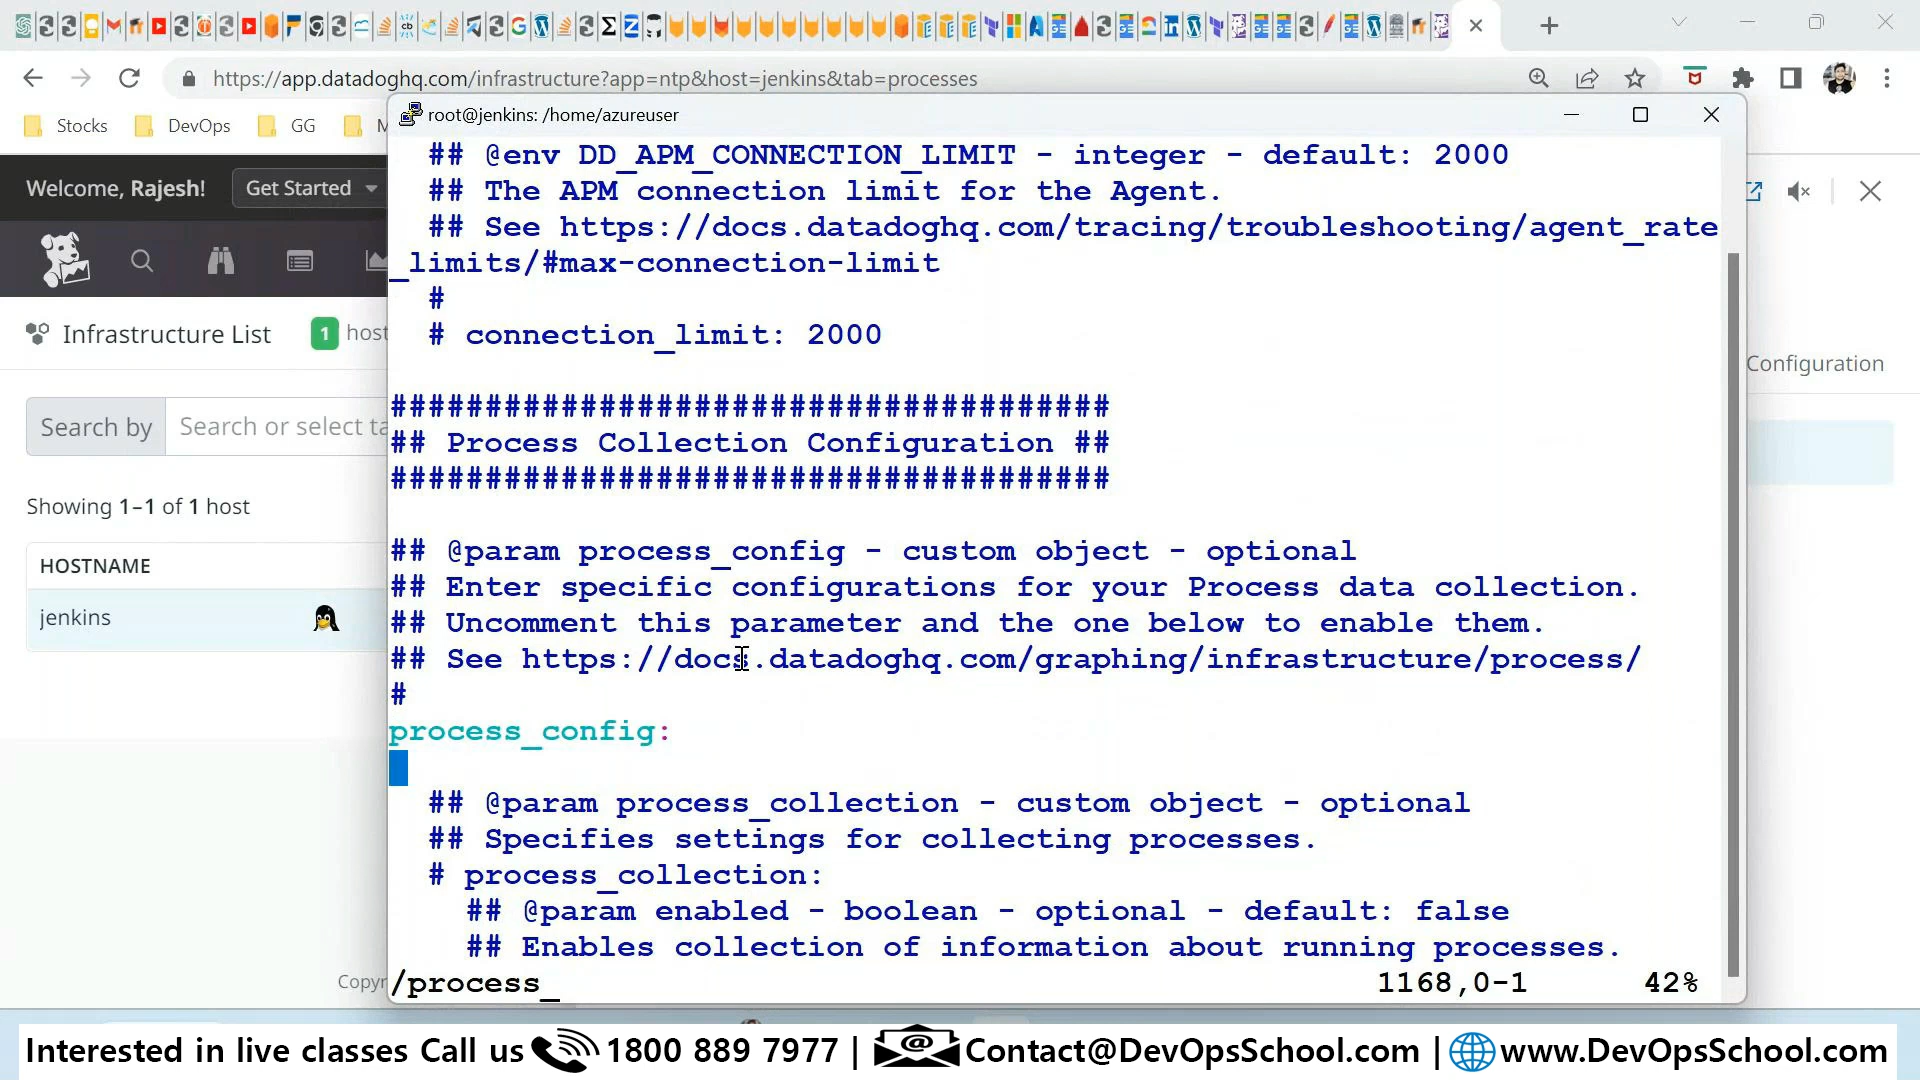 https://app.datadoghq.com/infrastructure?app=ntp&host=jenkins&tab=processes
Stocks
DevOps
GG
M
root@jenkins: /home/azureuser
Welcome, Rajesh!
Get Started
Infrastructure List
1 host
Configuration
Search by
Search or select ta
Showing 1–1 of 1 host
HOSTNAME
jenkins
Copyr
## @env DD_APM_CONNECTION_LIMIT - integer - default: 2000
## The APM connection limit for the Agent.
## See https://docs.datadoghq.com/tracing/troubleshooting/agent_rate
_limits/#max-connection-limit
#
# connection_limit: 2000
######################################
## Process Collection Configuration ##
######################################
## @param process_config - custom object - optional
## Enter specific configurations for your Process data collection.
## Uncomment this parameter and the one below to enable them.
## See https://docs.datadoghq.com/graphing/infrastructure/process/
#
process_config:
## @param process_collection - custom object - optional
## Specifies settings for collecting processes.
# process_collection:
## @param enabled - boolean - optional - default: false
## Enables collection of information about running processes.
/process_ 1168,0-1 42%
Interested in live classes Call us 1800 889 7977 | Contact@DevOpsSchool.com | www.DevOpsSchool.com